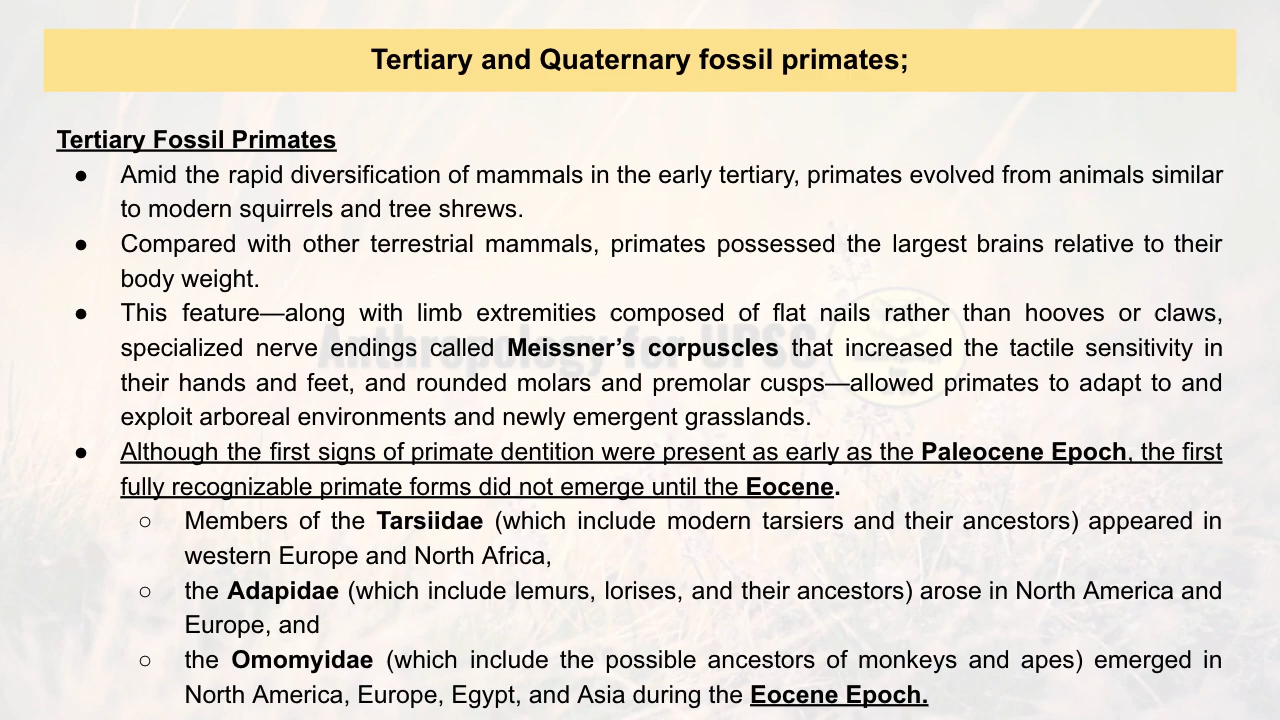 Tertiary and Quaternary fossil primates;
Tertiary Fossil Primates
● Amid the rapid diversification of mammals in the early tertiary, primates evolved from animals similar
to modern squirrels and tree shrews.
● Compared with other terrestrial mammals, primates possessed the largest brains relative to their
body weight.
● This feature—along with limb extremities composed of flat nails rather than hooves or claws,
specialized nerve endings called Meissner’s corpuscles that increased the tactile sensitivity in
their hands and feet, and rounded molars and premolar cusps—allowed primates to adapt to and
exploit arboreal environments and newly emergent grasslands.
● Although the first signs of primate dentition were present as early as the Paleocene Epoch, the first
fully recognizable primate forms did not emerge until the Eocene.
○ Members of the Tarsiidae (which include modern tarsiers and their ancestors) appeared in
western Europe and North Africa,
○ the Adapidae (which include lemurs, lorises, and their ancestors) arose in North America and
Europe, and
○ the Omomyidae (which include the possible ancestors of monkeys and apes) emerged in
North America, Europe, Egypt, and Asia during the Eocene Epoch.
Anthropology for UPSC